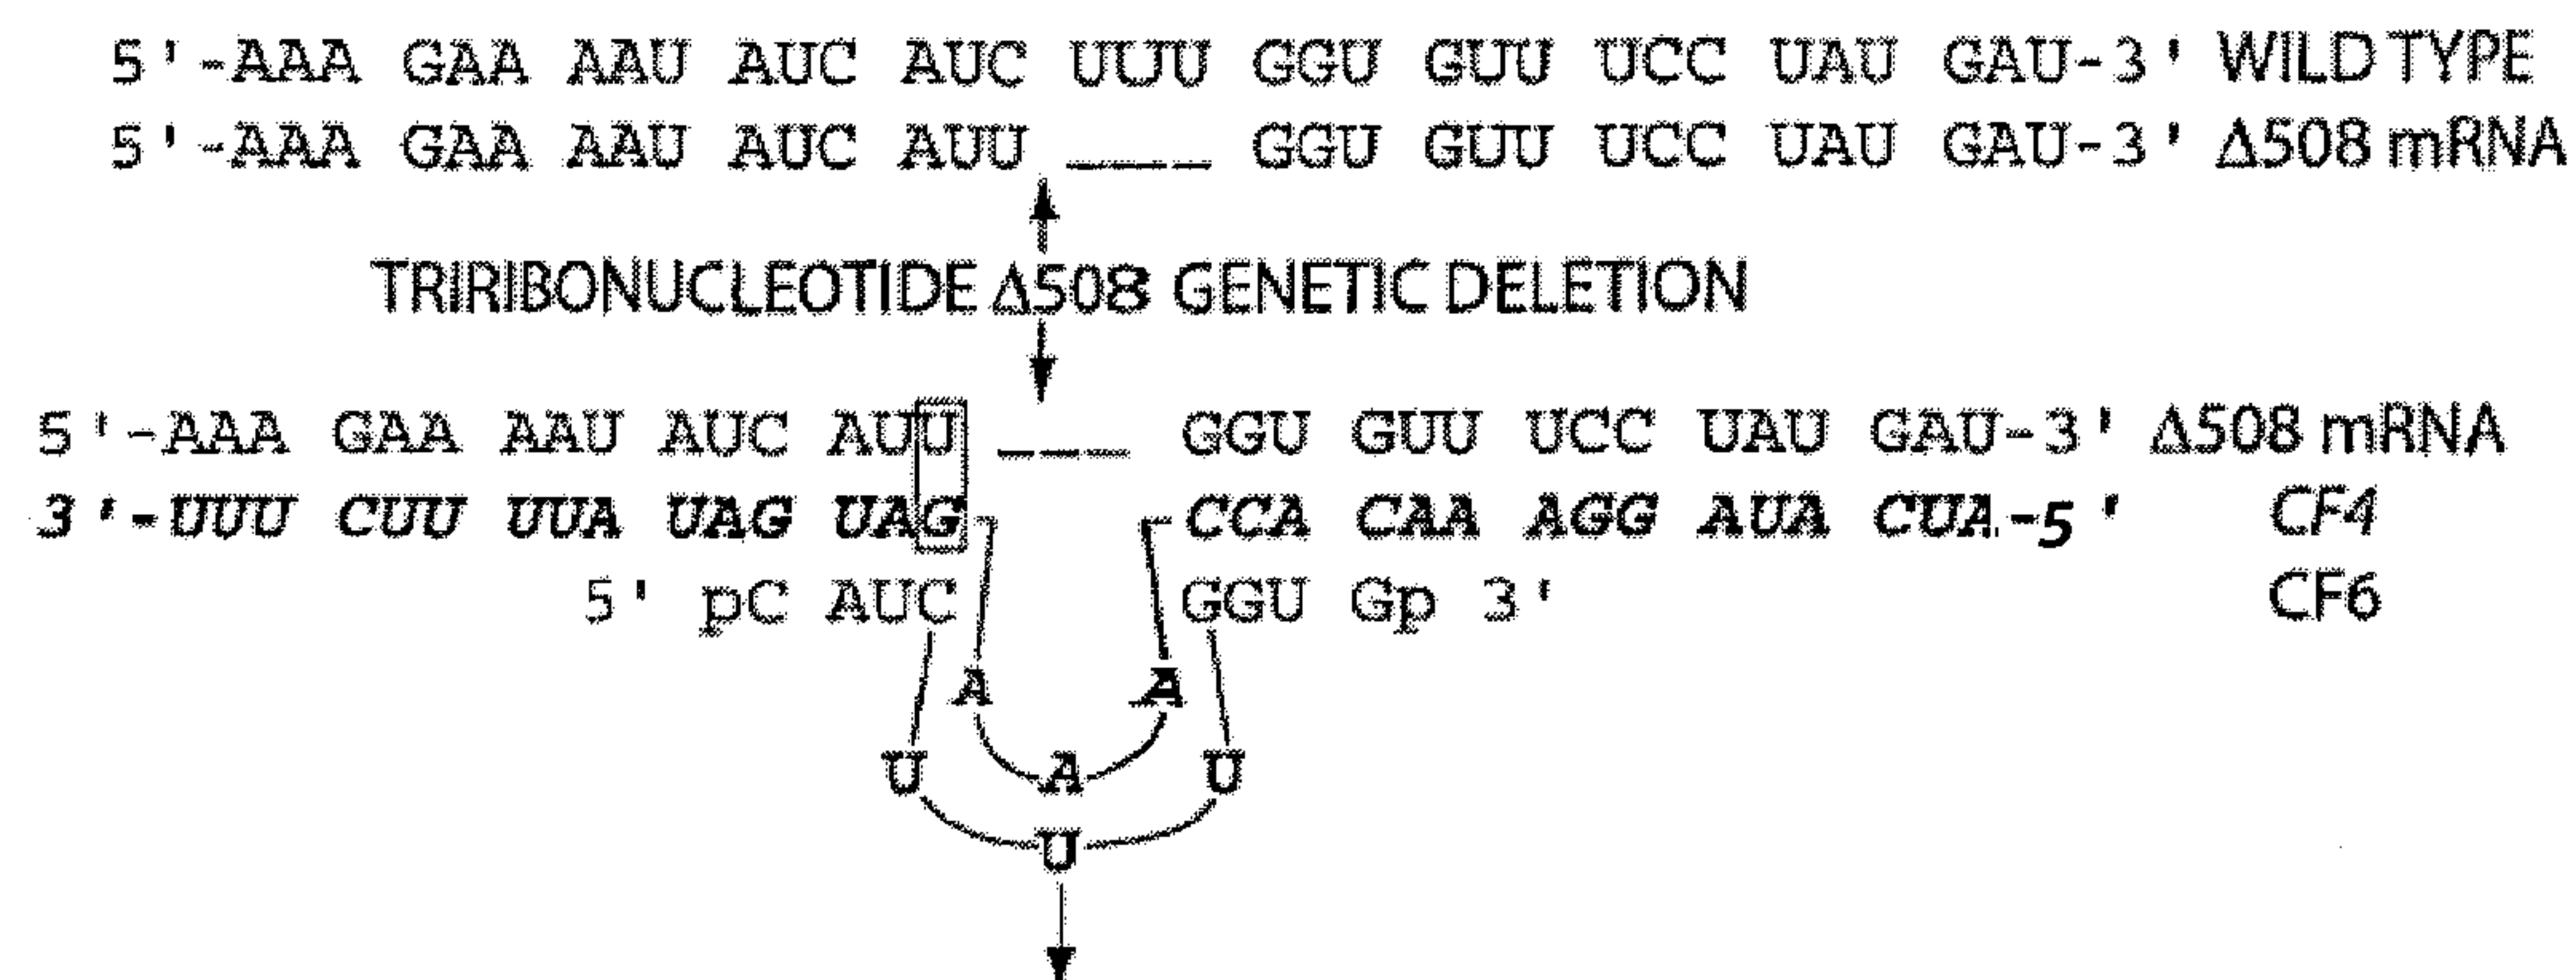 5'-AAA GAA AAU AUC AUC UUU GGU GUU UCC UAU GAU-3' WILD TYPE
5'-AAA GAA AAU AUC AUU ___ GGU GUU UCC UAU GAU-3' Δ508 mRNA
TRIRIBONUCLEOTIDE Δ508 GENETIC DELETION
5'-AAA GAA AAU AUC AUU ___ GGU GUU UCC UAU GAU-3' Δ508 mRNA
3'-UUU CUU UUA UAG UAG CCA CAA AGG AUA CUA-5' CF4
5' pC AUC GGU Gp 3' CF6
A A
U A U
U